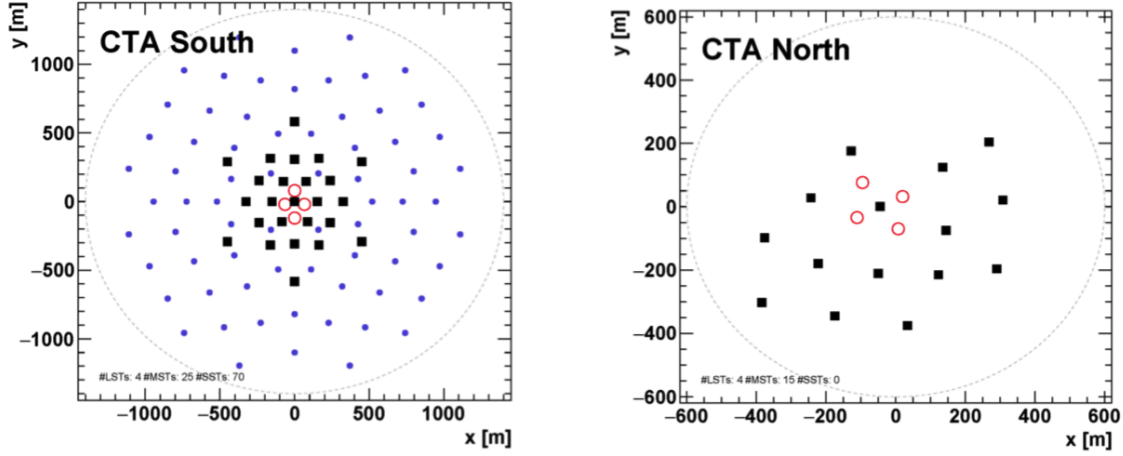 y [m]
CTA South
1000
500
0
−500
−1000
#LSTs: 4 #MSTs: 25 #SSTs: 70
−1000 −500 0 500 1000
x [m]
y [m]
600
CTA North
400
200
0
−200
−400
#LSTs: 4 #MSTs: 15 #SSTs: 0
−600
−600 −400 −200 0 200 400 600
x [m]